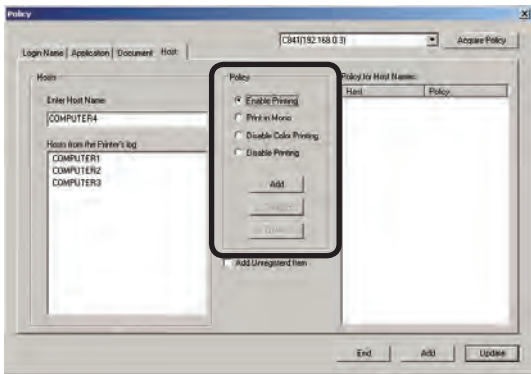 Policy
C841(192.168.0.3)
Acquire Policy
Login Name Application Document Host
Hosts
Enter Host Name
COMPUTER4
Hosts from the Printer's log
COMPUTER1
COMPUTER2
COMPUTER3
Policy
Enable Printing
Print in Mono
Disable Color Printing
Disable Printing
Add
Add Unregisterd Item
Policy for Host Names
Host Policy
End Add Update